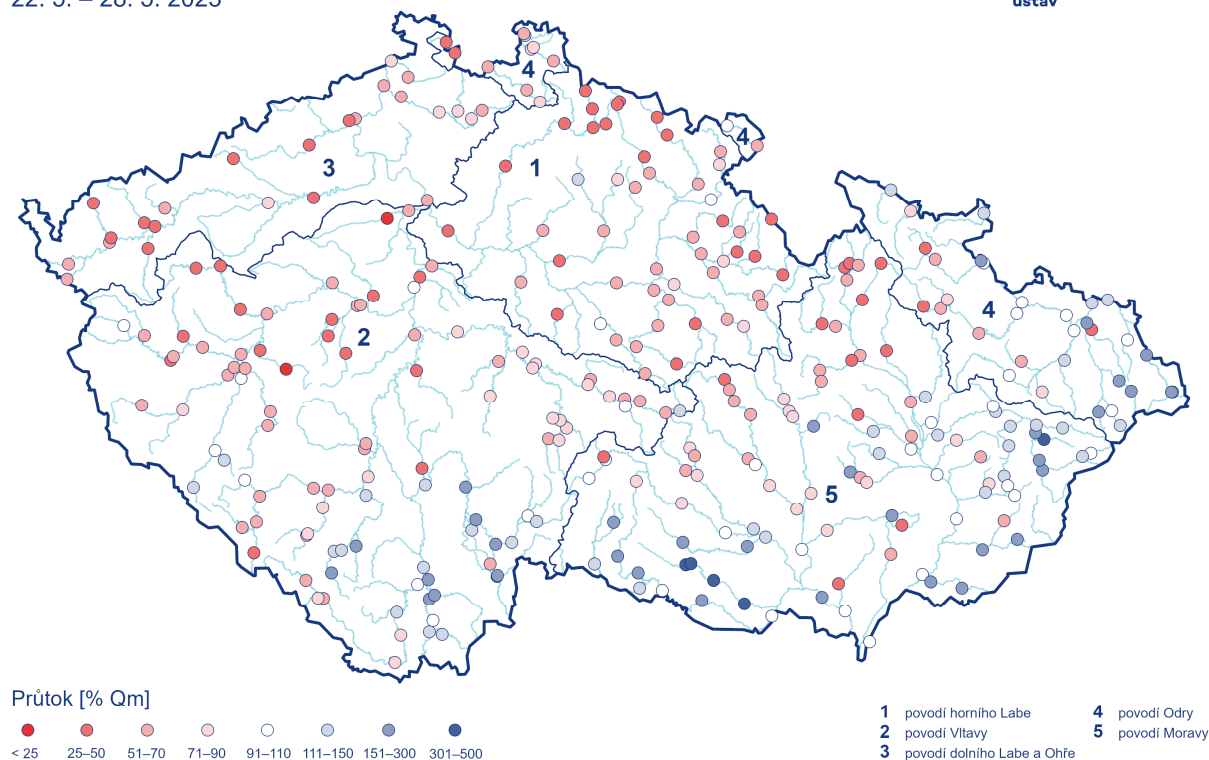 ústav
4
4
3
1
4
2
5
Průtok [% Qm]
< 25 25–50 51–70 71–90 91–110 111–150 151–300 301–500
1 povodí horního Labe
2 povodí Vltavy
3 povodí dolního Labe a Ohře
4 povodí Odry
5 povodí Moravy